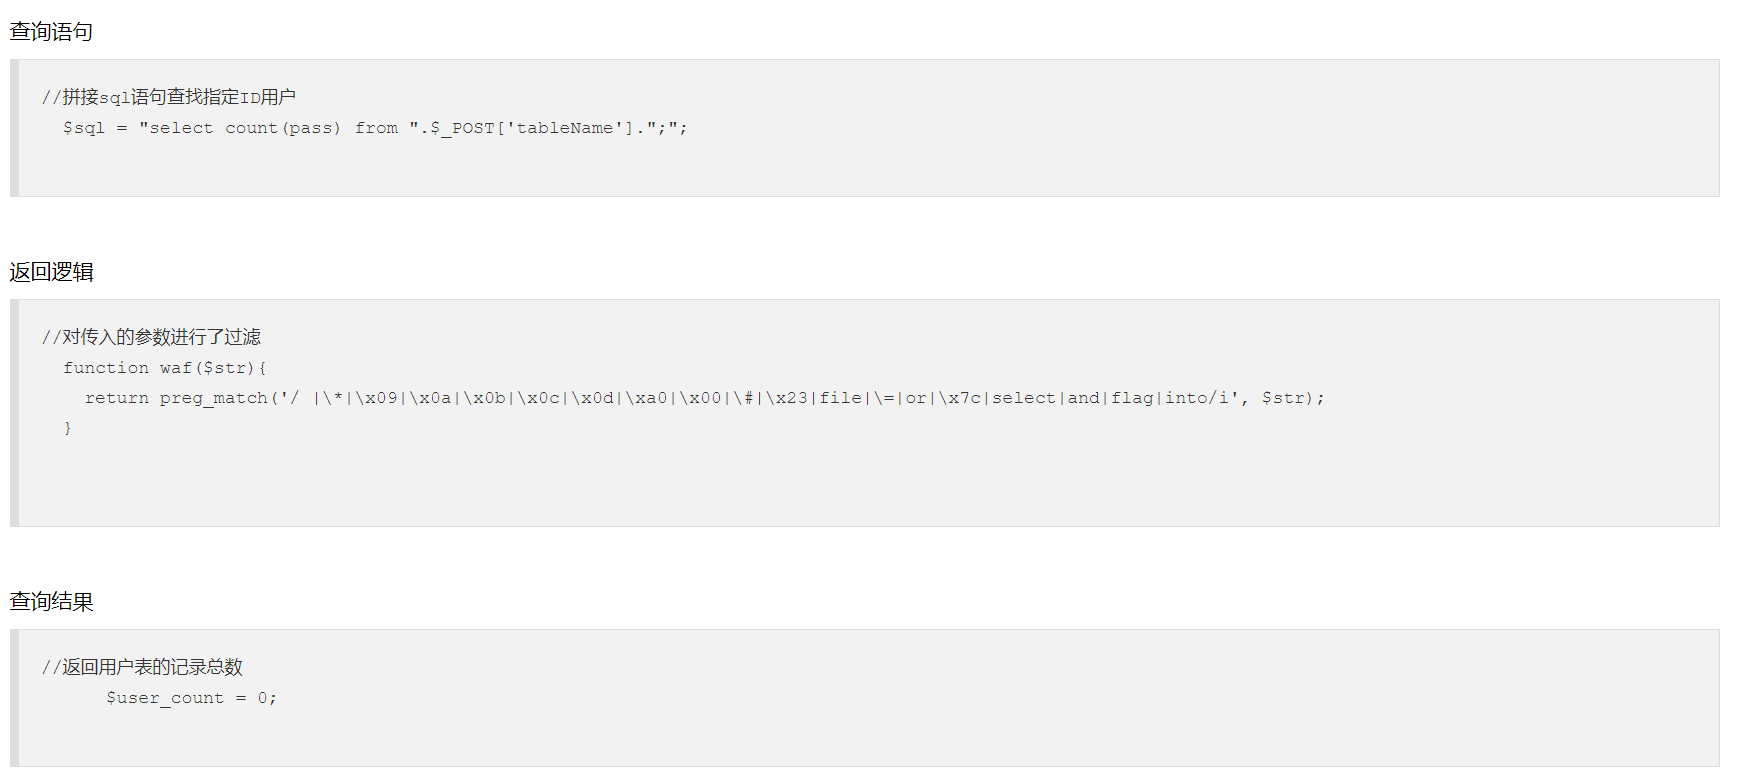 查询语句
//拼接sql语句查找指定ID用户
$sql = "select count(pass) from ".$_POST['tableName'].";";
返回逻辑
//对传入的参数进行了过滤
function waf($str){
return preg_match('/ |\*|\x09|\x0a|\x0b|\x0c|\x0d|\xa0|\x00|\#|\x23|file|\=|or|\x7c|select|and|flag|into/i', $str);
}
查询结果
//返回用户表的记录总数
$user_count = 0;